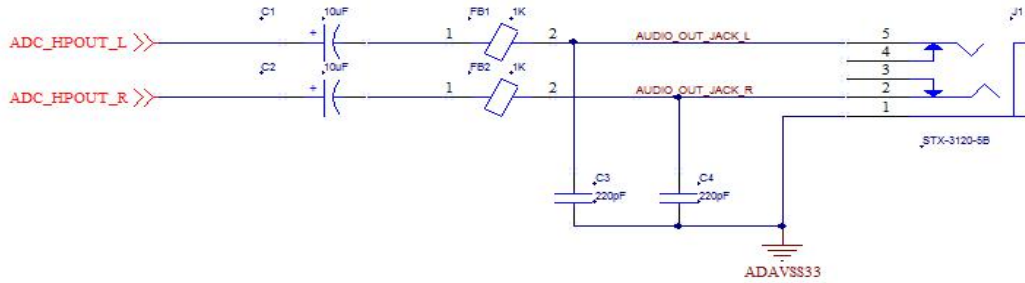 C1 10uF FB1 1K J1
+ 1 2 AUDIO_OUT_JACK_L 5
ADC_HPOUT_L
4
C2 10uF FB2 1K
3
+ 1 2 AUDIO_OUT_JACK_R 2
ADC_HPOUT_R
1
STX-3120-5B
C3 C4
220pF 220pF
ADAVSS33